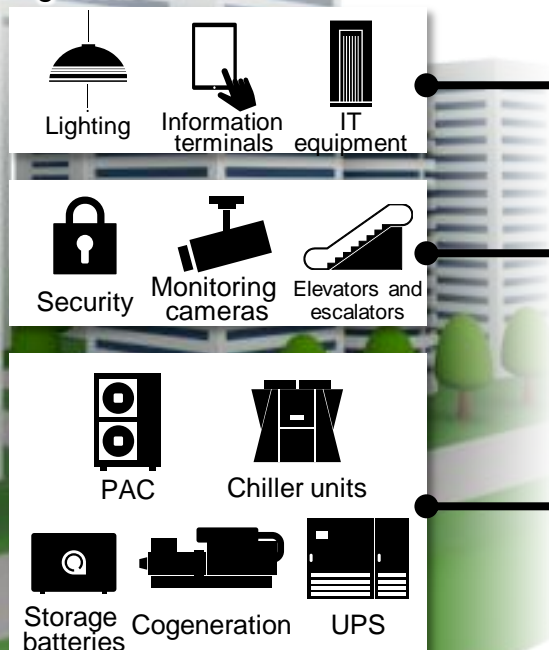 Lighting
Information
terminals
IT
equipment
Security
Monitoring
cameras
Elevators and
escalators
PAC
Chiller units
Storage
batteries
Cogeneration
UPS